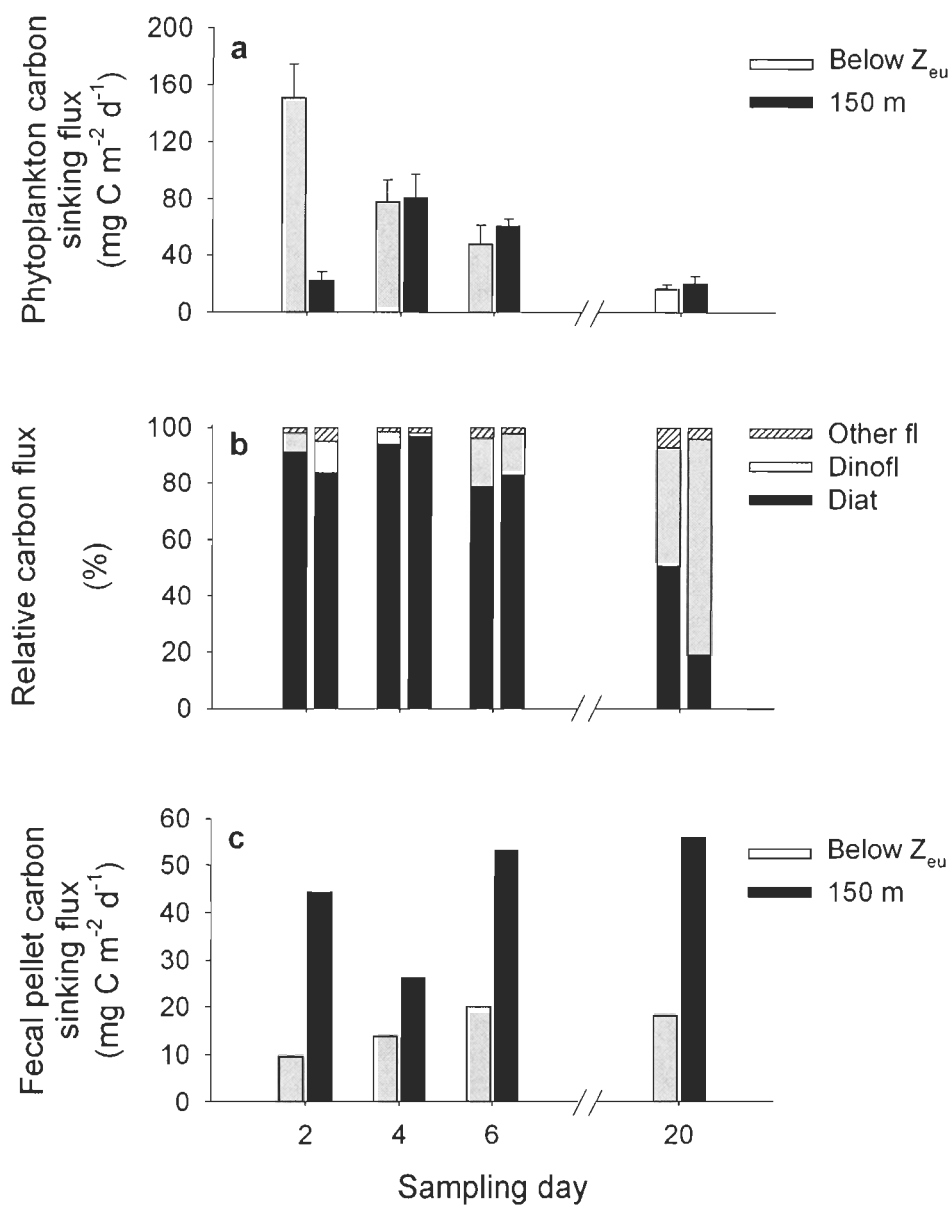 a
Phytoplankton carbon
sinking flux
(mg C m⁻² d⁻¹)
200
160
120
80
40
0
Below Z_eu
150 m
b
Relative carbon flux
(%)
100
80
60
40
20
0
Other fl
Dinofl
Diat
c
Fecal pellet carbon
sinking flux
(mg C m⁻² d⁻¹)
60
50
40
30
20
10
0
Below Z_eu
150 m
2 4 6 20
Sampling day